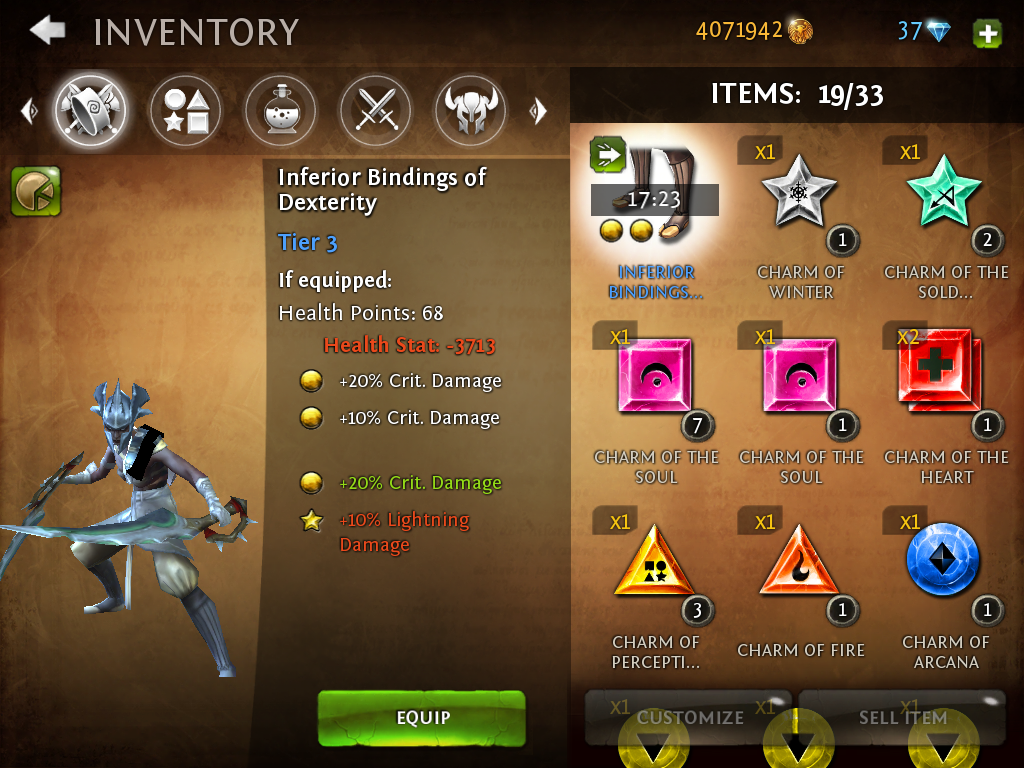 INVENTORY
4071942
37
ITEMS: 19/33
Inferior Bindings of
Dexterity
Tier 3
If equipped:
Health Points: 68
Health Stat: -3713
+20% Crit. Damage
+10% Crit. Damage
+20% Crit. Damage
+10% Lightning
Damage
EQUIP
17:23
INFERIOR
BINDINGS...
X1
1
CHARM OF
WINTER
X1
2
CHARM OF THE
SOLD...
X1
7
CHARM OF THE
SOUL
X1
1
CHARM OF THE
SOUL
X2
1
CHARM OF THE
HEART
X1
3
CHARM OF
PERCEPTI...
X1
1
CHARM OF FIRE
X1
1
CHARM OF
ARCANA
X1
CUSTOMIZE
X1
SELL ITEM
X1